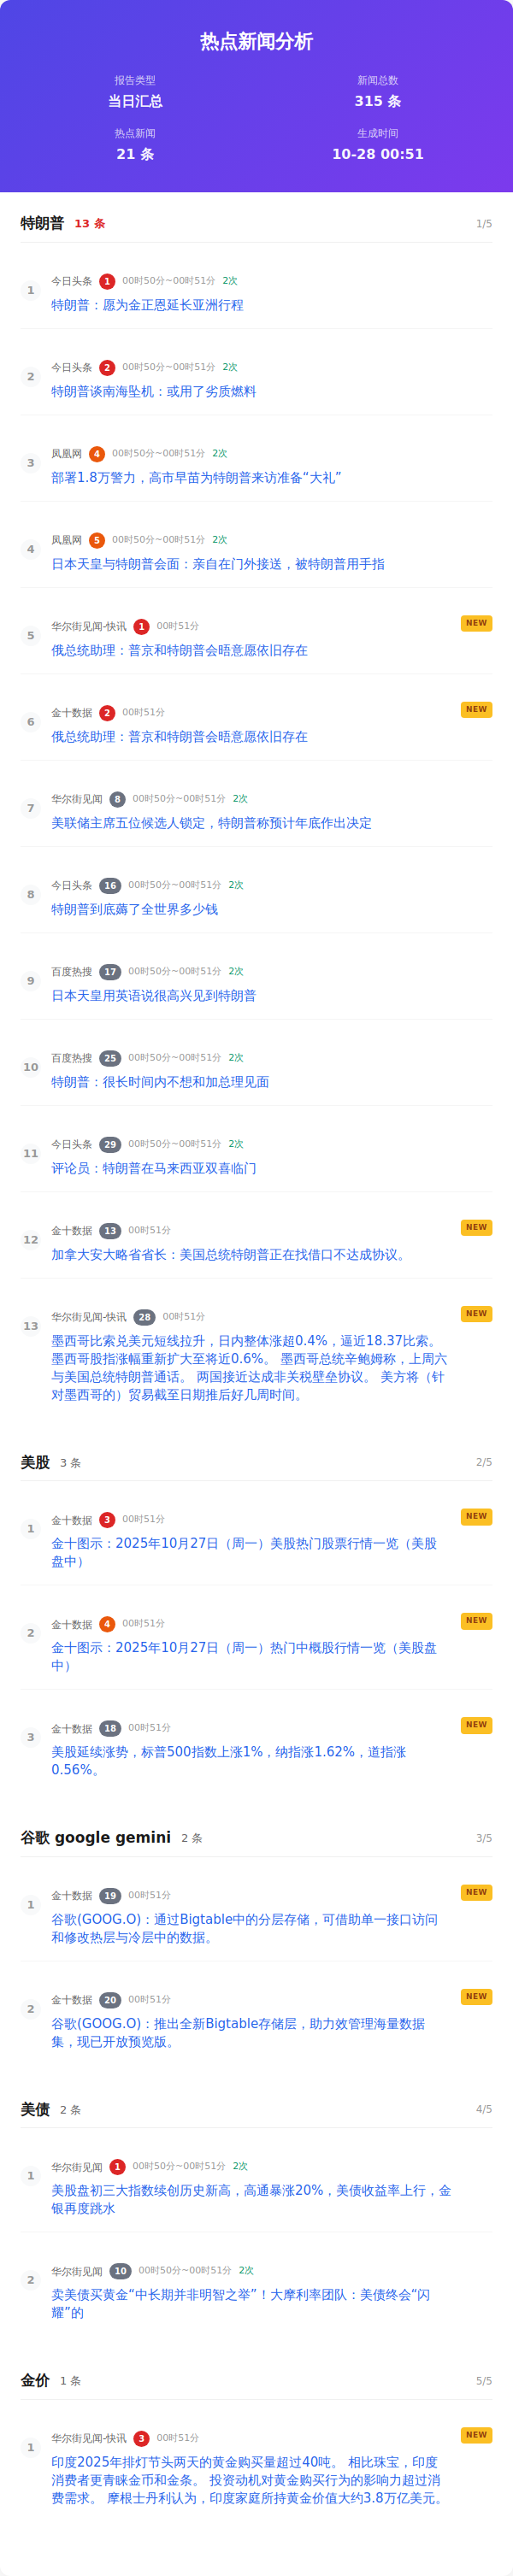 热点新闻分析
报告类型
当日汇总
新闻总数
315 条
热点新闻
21 条
生成时间
10-28 00:51
特朗普 13 条 1/5
1
今日头条 1 00时50分~00时51分 2次
特朗普：愿为金正恩延长亚洲行程
2
今日头条 2 00时50分~00时51分 2次
特朗普谈南海坠机：或用了劣质燃料
3
凤凰网 4 00时50分~00时51分 2次
部署1.8万警力，高市早苗为特朗普来访准备“大礼”
4
凤凰网 5 00时50分~00时51分 2次
日本天皇与特朗普会面：亲自在门外接送，被特朗普用手指
5
华尔街见闻-快讯 1 00时51分 NEW
俄总统助理：普京和特朗普会晤意愿依旧存在
6
金十数据 2 00时51分 NEW
俄总统助理：普京和特朗普会晤意愿依旧存在
7
华尔街见闻 8 00时50分~00时51分 2次
美联储主席五位候选人锁定，特朗普称预计年底作出决定
8
今日头条 16 00时50分~00时51分 2次
特朗普到底薅了全世界多少钱
9
百度热搜 17 00时50分~00时51分 2次
日本天皇用英语说很高兴见到特朗普
10
百度热搜 25 00时50分~00时51分 2次
特朗普：很长时间内不想和加总理见面
11
今日头条 29 00时50分~00时51分 2次
评论员：特朗普在马来西亚双喜临门
12
金十数据 13 00时51分 NEW
加拿大安大略省省长：美国总统特朗普正在找借口不达成协议。
13
华尔街见闻-快讯 28 00时51分 NEW
墨西哥比索兑美元短线拉升，日内整体涨超0.4%，逼近18.37比索。
墨西哥股指涨幅重新扩大至将近0.6%。 墨西哥总统辛鲍姆称，上周六
与美国总统特朗普通话。 两国接近达成非关税壁垒协议。 美方将（针
对墨西哥的）贸易截至日期推后好几周时间。
美股 3 条 2/5
1
金十数据 3 00时51分 NEW
金十图示：2025年10月27日（周一）美股热门股票行情一览（美股
盘中）
2
金十数据 4 00时51分 NEW
金十图示：2025年10月27日（周一）热门中概股行情一览（美股盘
中）
3
金十数据 18 00时51分 NEW
美股延续涨势，标普500指数上涨1%，纳指涨1.62%，道指涨
0.56%。
谷歌 google gemini 2 条 3/5
1
金十数据 19 00时51分 NEW
谷歌(GOOG.O)：通过Bigtable中的分层存储，可借助单一接口访问
和修改热层与冷层中的数据。
2
金十数据 20 00时51分 NEW
谷歌(GOOG.O)：推出全新Bigtable存储层，助力效管理海量数据
集，现已开放预览版。
美债 2 条 4/5
1
华尔街见闻 1 00时50分~00时51分 2次
美股盘初三大指数续创历史新高，高通暴涨20%，美债收益率上行，金
银再度跳水
2
华尔街见闻 10 00时50分~00时51分 2次
卖美债买黄金“中长期并非明智之举”！大摩利率团队：美债终会“闪
耀”的
金价 1 条 5/5
1
华尔街见闻-快讯 3 00时51分 NEW
印度2025年排灯节头两天的黄金购买量超过40吨。 相比珠宝，印度
消费者更青睐金币和金条。 投资动机对黄金购买行为的影响力超过消
费需求。 摩根士丹利认为，印度家庭所持黄金价值大约3.8万亿美元。